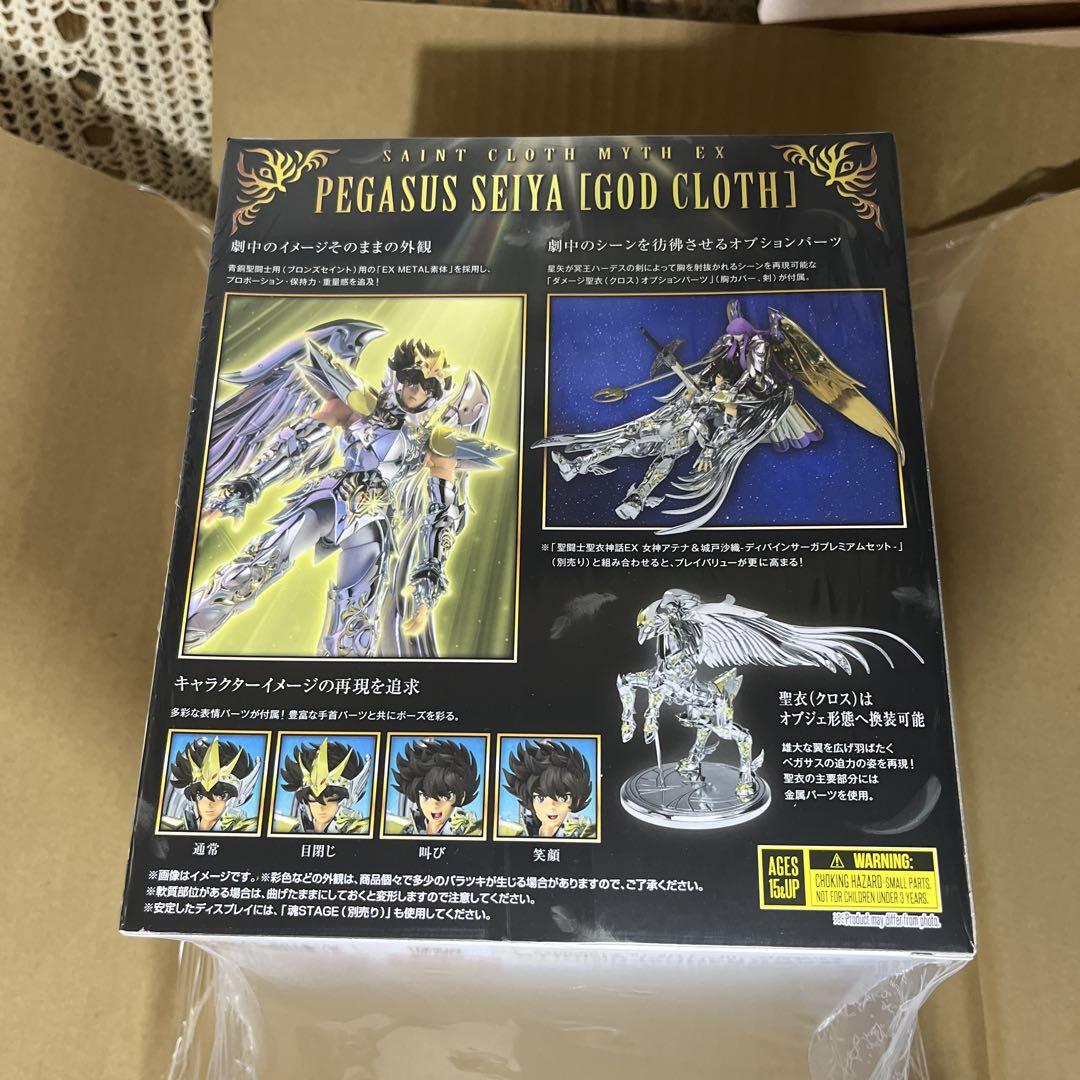 SAINT CLOTH MYTH EX
PEGASUS SEIYA [GOD CLOTH]
劇中のイメージそのままの外観
青銅聖闘士用(ブロンズセイント)用の「EX METAL素体」を採用し、
プロポーション・保持力・重量感を追及!
劇中のシーンを彷彿させるオプションパーツ
星矢が冥王ハーデスの剣によって胸を射抜かれるシーンを再現可能な
「ダメージ聖衣(クロス)オプションパーツ」(胸カバー、剣)が付属。
※「聖闘士聖衣神話EX 女神アテナ&城戸沙織-ディバインサーガプレミアムセット-」
(別売り)と組み合わせると、プレイバリューが更に高まる!
キャラクターイメージの再現を追求
多彩な表情パーツが付属!豊富な手首パーツと共にポーズを彩る。
通常
目閉じ
叫び
笑顔
聖衣(クロス)は
オブジェ形態へ換装可能
雄大な翼を広げ羽ばたく
ペガサスの迫力の姿を再現!
聖衣の主要部分には
金属パーツを使用。
※画像はイメージです。※彩色などの外観は、商品個々で多少のバラツキが生じる場合がありますので、ご了承ください。
※軟質部位がある場合は、曲げたままにしておくと変形しますので注意してください。
※安定したディスプレイには、「魂STAGE(別売り)」も使用してください。
AGES
15&UP
WARNING:
CHOKING HAZARD-SMALL PARTS.
NOT FOR CHILDREN UNDER 3 YEARS.
※Product may differ from photo.